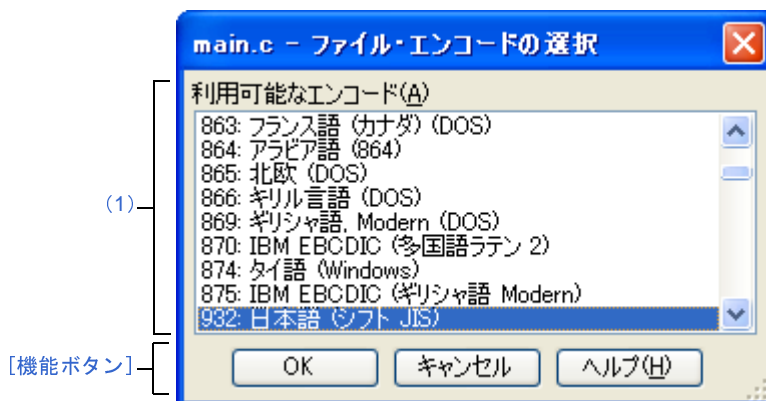 main.c - ファイル・エンコードの選択
利用可能なエンコード(A)
863: フランス語 (カナダ) (DOS)
864: アラビア語 (864)
865: 北欧 (DOS)
866: キリル言語 (DOS)
869: ギリシャ語, Modern (DOS)
870: IBM EBCDIC (多国語ラテン 2)
874: タイ語 (Windows)
875: IBM EBCDIC (ギリシャ語 Modern)
932: 日本語 (シフト JIS)
(1)
[機能ボタン]
OK キャンセル ヘルプ(H)